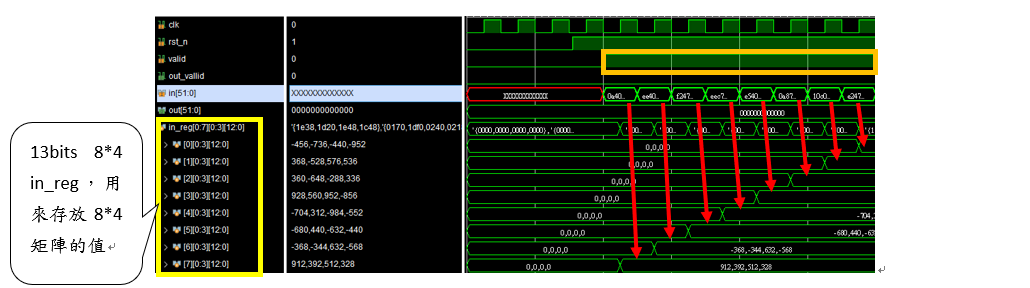 13bits 8*4
in_reg，用
來存放 8*4
矩陣的值
clk 0
rst_n 1
valid 0
out_vallid 0
in[51:0] XXXXXXXXXXXXX XXXXXXXXXXXXX 0a40.. ee40.. f247.. eec7.. e540.. 0a87.. 10c0.. e247..
out[51:0] 0000000000000 0000000000000
in_reg[0:7][0:3][12:0] '{1e38,1d20,1e48,1c48},'{0170,1df0,0240,021 '{0000,0000,0000,0000},'{0000..
[0][0:3][12:0] -456,-736,-440,-952 0,0,0,0
[1][0:3][12:0] 368,-528,576,536 0,0,0,0
[2][0:3][12:0] 360,-648,-288,336 0,0,0,0
[3][0:3][12:0] 928,560,952,-856 0,0,0,0
[4][0:3][12:0] -704,312,-984,-552 0,0,0,0 -704,
[5][0:3][12:0] -680,440,-632,-440 0,0,0,0 -680,440,-6
[6][0:3][12:0] -368,-344,632,-568 0,0,0,0 -368,-344,632,-568
[7][0:3][12:0] 912,392,512,328 0,0,0,0 912,392,512,328